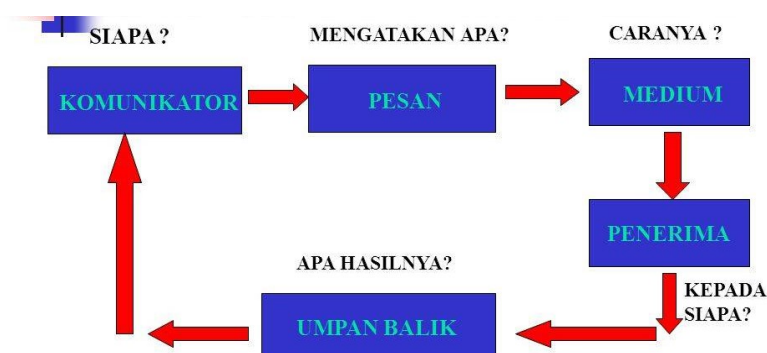 SIAPA ?
MENGATAKAN APA?
CARANYA ?
KOMUNIKATOR
PESAN
MEDIUM
PENERIMA
KEPADA
SIAPA?
APA HASILNYA?
UMPAN BALIK